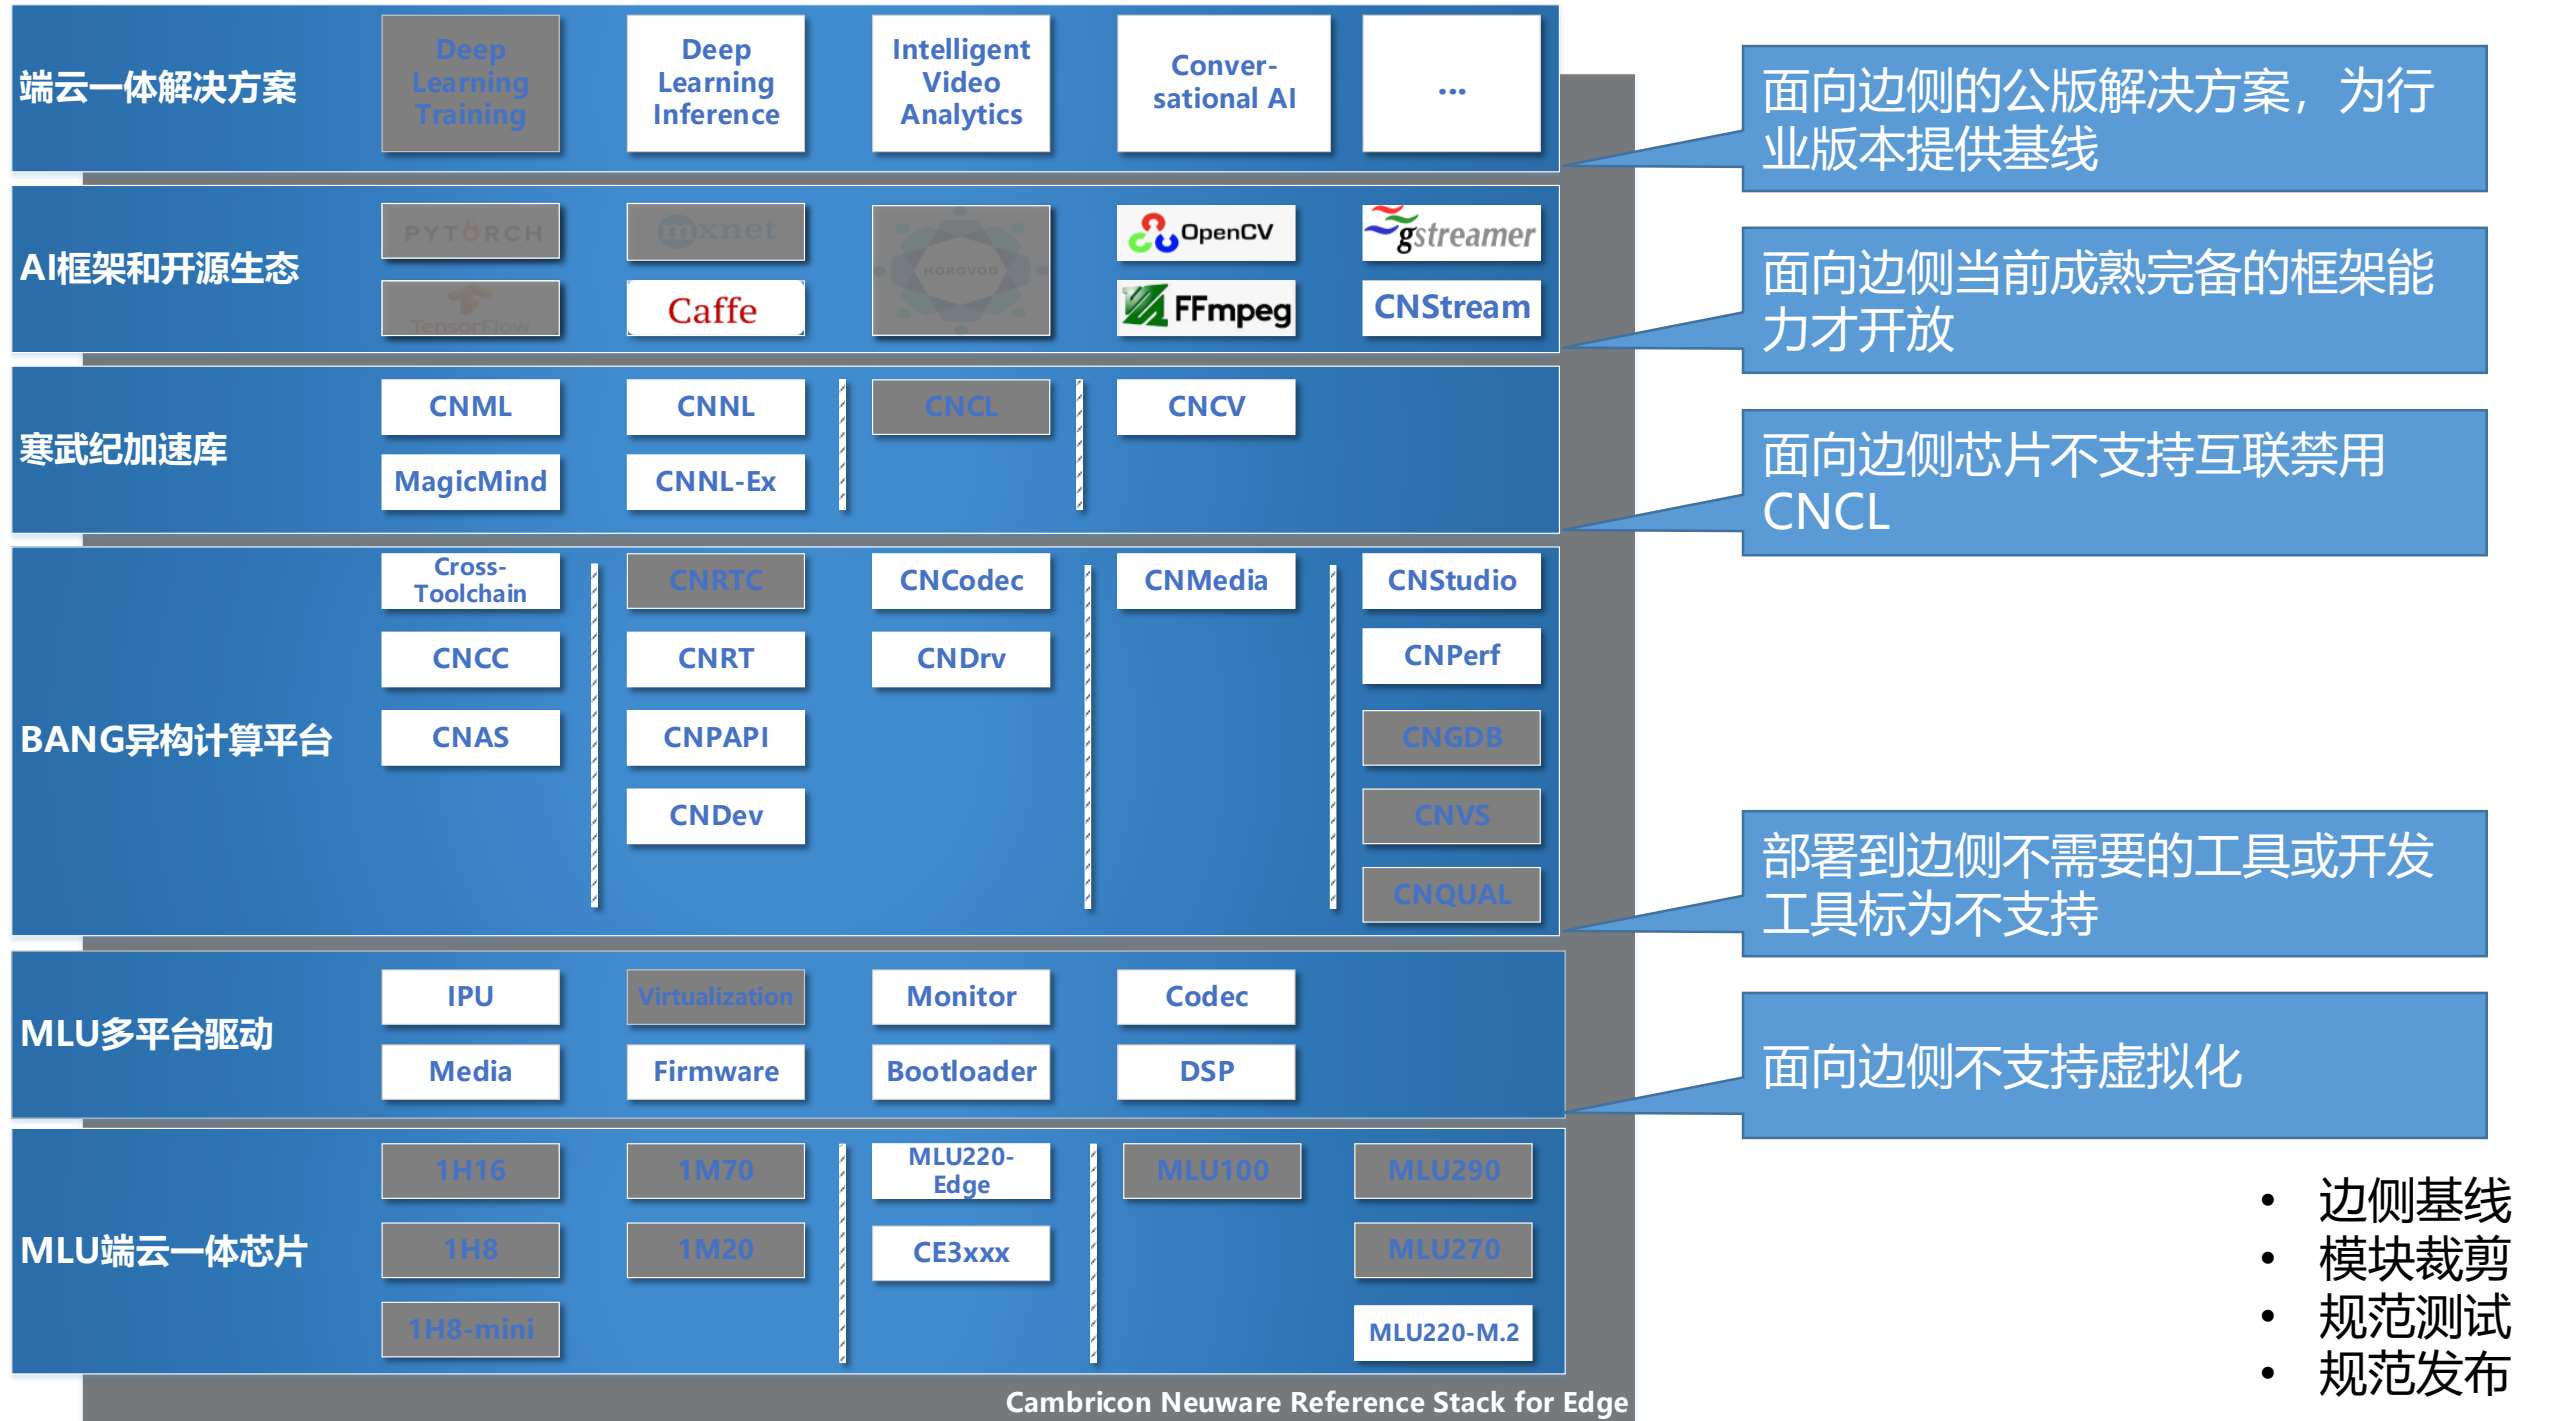 端云一体解决方案
Deep
Learning
Training
Deep
Learning
Inference
Intelligent
Video
Analytics
Conver-
sational AI
...
面向边侧的公版解决方案，为行
业版本提供基线
AI框架和开源生态
PYTORCH
mxnet
HOROVOD
OpenCV
gstreamer
TensorFlow
Caffe
FFmpeg
CNStream
面向边侧当前成熟完备的框架能
力才开放
寒武纪加速库
CNML
CNNL
CNCL
CNCV
MagicMind
CNNL-Ex
面向边侧芯片不支持互联禁用
CNCL
BANG异构计算平台
Cross-
Toolchain
CNRTC
CNCodec
CNMedia
CNStudio
CNCC
CNRT
CNDrv
CNPerf
CNAS
CNPAPI
CNGDB
CNDev
CNVS
CNQUAL
部署到边侧不需要的工具或开发
工具标为不支持
MLU多平台驱动
IPU
Virtualization
Monitor
Codec
Media
Firmware
Bootloader
DSP
面向边侧不支持虚拟化
MLU端云一体芯片
1H16
1M70
MLU220-
Edge
MLU100
MLU290
1H8
1M20
CE3xxx
MLU270
1H8-mini
MLU220-M.2
Cambricon Neuware Reference Stack for Edge
• 边侧基线
• 模块裁剪
• 规范测试
• 规范发布